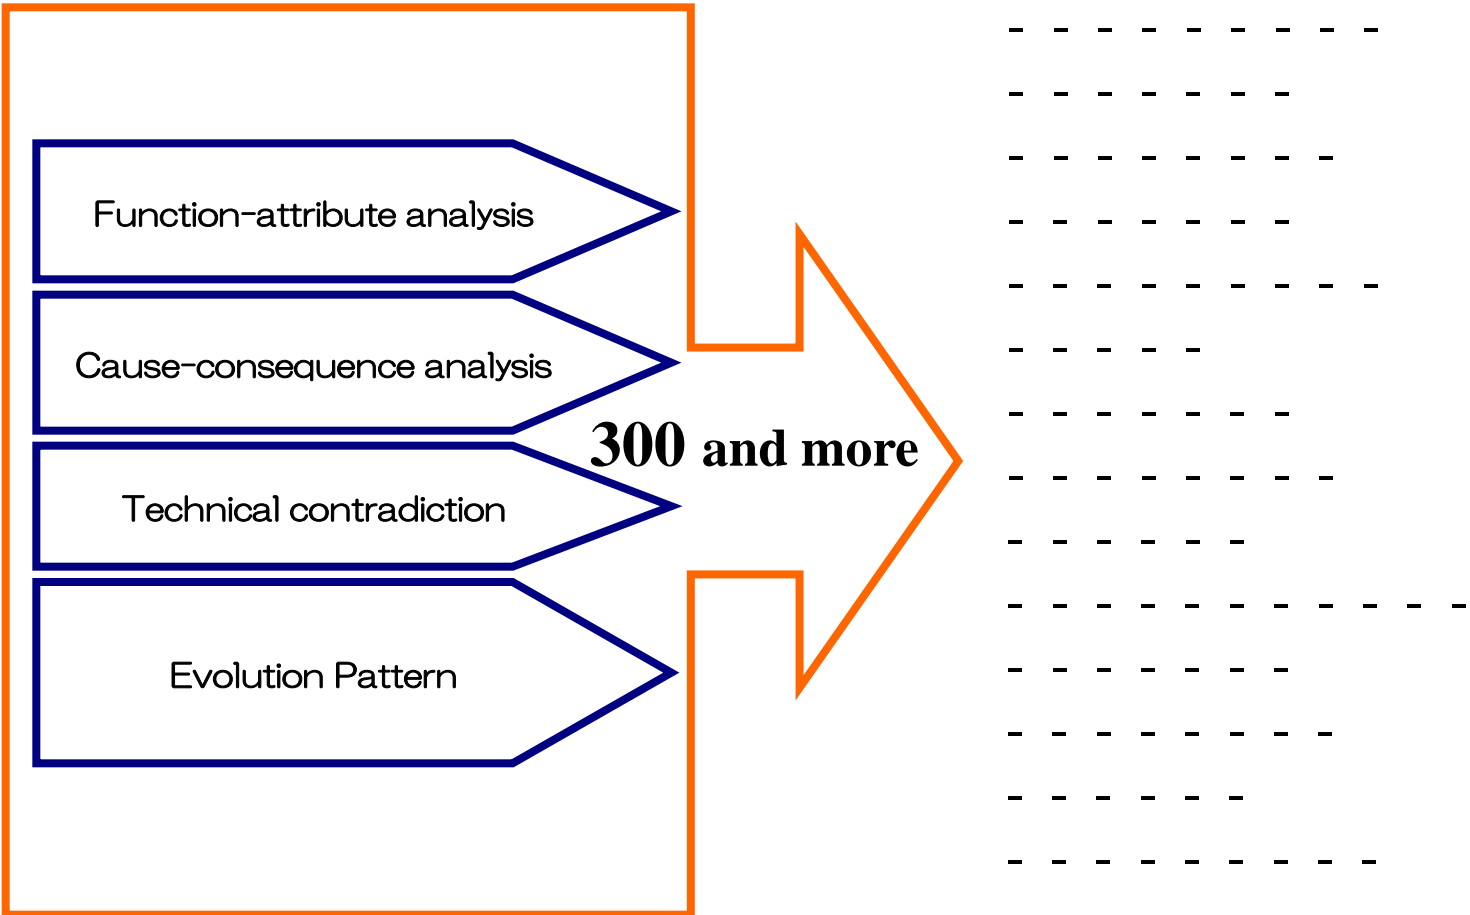 Function-attribute analysis
Cause-consequence analysis
300 and more
Technical contradiction
Evolution Pattern
- - - - - - - - -
- - - - - - -
- - - - - - - -
- - - - - - -
- - - - - - - - -
- - - - -
- - - - - - -
- - - - - - - -
- - - - - -
- - - - - - - - - - -
- - - - - - -
- - - - - - - -
- - - - - -
- - - - - - - - -